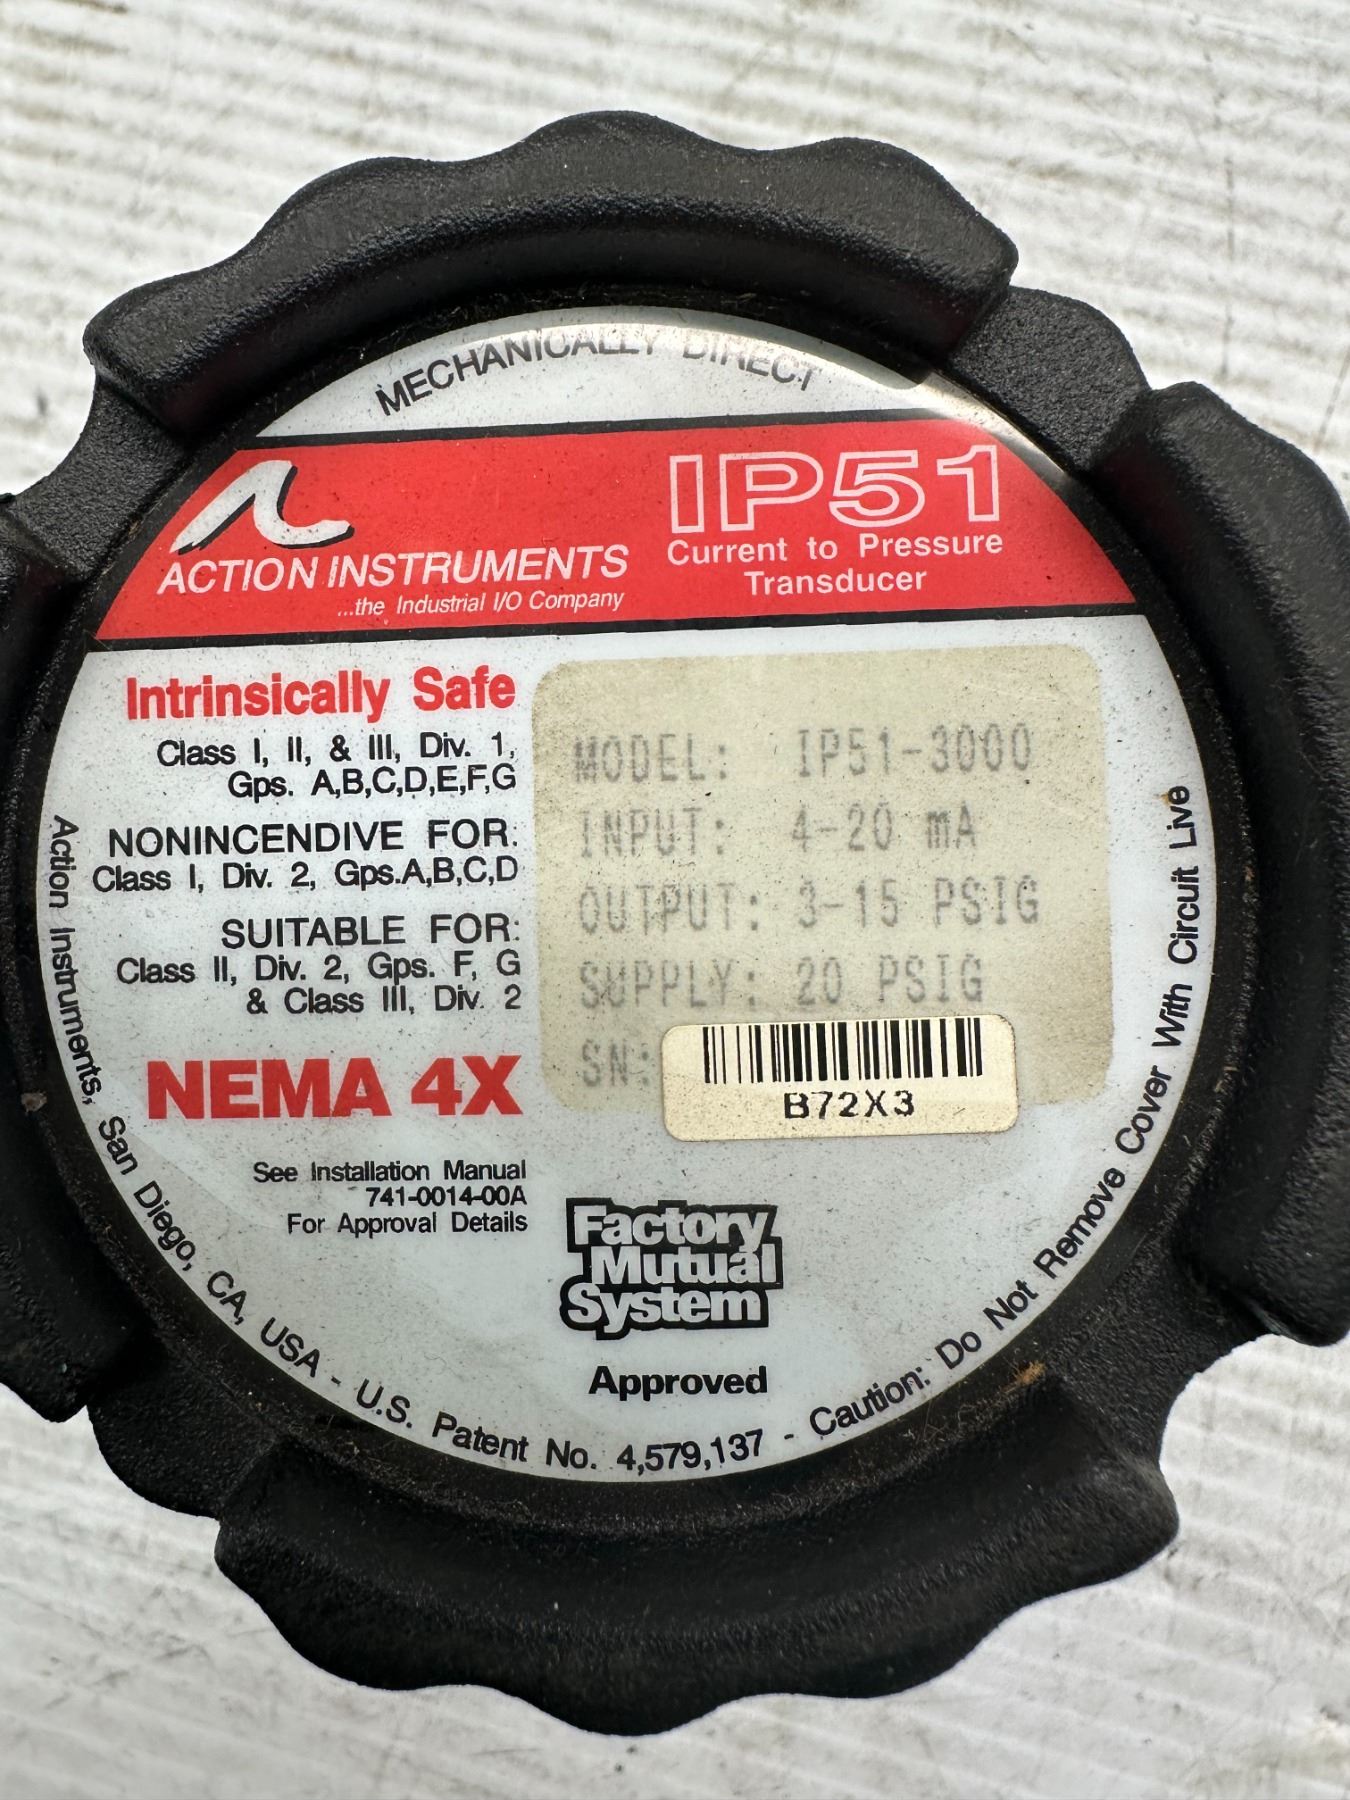 MECHANICALLY DIRECT
ACTION INSTRUMENTS
...the Industrial I/O Company
IP51
Current to Pressure
Transducer
Intrinsically Safe
Class I, II, & III, Div. 1,
Gps. A,B,C,D,E,F,G
NONINCENDIVE FOR:
Class I, Div. 2, Gps.A,B,C,D
SUITABLE FOR:
Class II, Div. 2, Gps. F, G
& Class III, Div. 2
NEMA 4X
See Installation Manual
741-0014-00A
For Approval Details
MODEL: IP51-3000
INPUT: 4-20 mA
OUTPUT: 3-15 PSIG
SUPPLY: 20 PSIG
SN:
B72X3
Factory
Mutual
System
Approved
Action Instruments, San Diego, CA, USA - U.S. Patent No. 4,579,137 - Caution: Do Not Remove Cover With Circuit Live